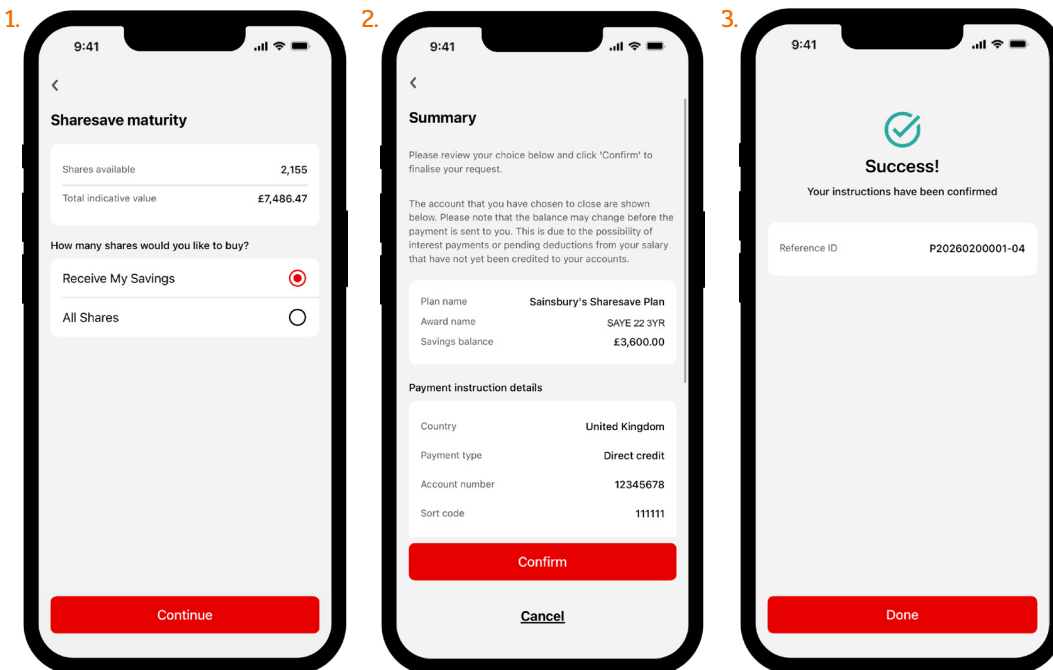 1.
9:41
Sharesave maturity
Shares available 2,155
Total indicative value £7,486.47
How many shares would you like to buy?
Receive My Savings
All Shares
Continue
2.
9:41
Summary
Please review your choice below and click 'Confirm' to
finalise your request.
The account that you have chosen to close are shown
below. Please note that the balance may change before the
payment is sent to you. This is due to the possibility of
interest payments or pending deductions from your salary
that have not yet been credited to your accounts.
Plan name Sainsbury's Sharesave Plan
Award name SAYE 22 3YR
Savings balance £3,600.00
Payment instruction details
Country United Kingdom
Payment type Direct credit
Account number 12345678
Sort code 111111
Confirm
Cancel
3.
9:41
Success!
Your instructions have been confirmed
Reference ID P20260200001-04
Done